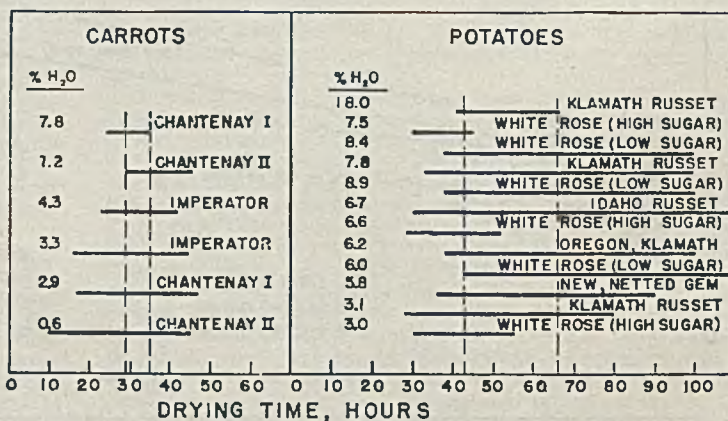 CARROTS
% H₂O
7.8 CHANTENAY I
7.2 CHANTENAY II
4.3 IMPERATOR
3.3 IMPERATOR
2.9 CHANTENAY I
0.6 CHANTENAY II
0 10 20 30 40 50 60
POTATOES
% H₂O
18.0 KLAMATH RUSSET
7.5 WHITE ROSE (HIGH SUGAR)
8.4 WHITE ROSE (LOW SUGAR)
7.8 KLAMATH RUSSET
8.9 WHITE ROSE (LOW SUGAR)
6.7 IDAHO RUSSET
6.6 WHITE ROSE (HIGH SUGAR)
6.2 OREGON, KLAMATH
6.0 WHITE ROSE (LOW SUGAR)
5.8 NEW, NETTED GEM
3.1 KLAMATH RUSSET
3.0 WHITE ROSE (HIGH SUGAR)
10 20 30 40 50 60 70 80 90 100
DRYING TIME, HOURS